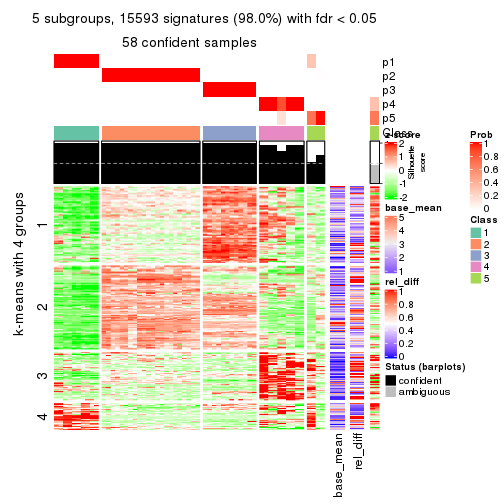 5 subgroups, 15593 signatures (98.0%) with fdr < 0.05
58 confident samples
p1
p2
p3
p4
p5
Class
k-means with 4 groups
1
2
3
4
Silhouette
score
z-score
2
1
0
-1
-2
base_mean
5
4
3
2
1
rel_diff
1
0.8
0.6
0.4
0.2
0
Status (barplots)
confident
ambiguous
Prob
1
0.8
0.6
0.4
0.2
0
Class
1
2
3
4
5
base_mean
rel_diff